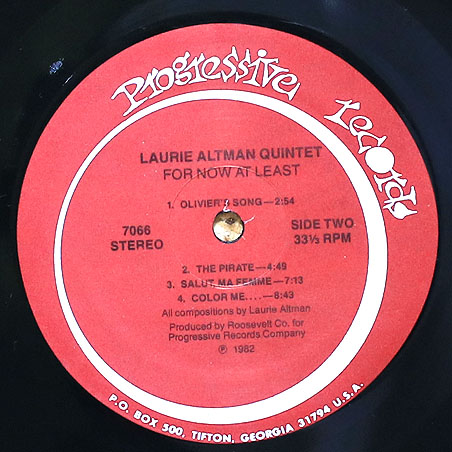 Progressive records
LAURIE ALTMAN QUINTET
FOR NOW AT LEAST
1. OLIVIER'S SONG—2:54
7066
STEREO
SIDE TWO
33⅓ RPM
2. THE PIRATE—4:49
3. SALUT, MA FEMME—7:13
4. COLOR ME....—6:43
All compositions by Laurie Altman
Produced by Roosevelt Co. for
Progressive Records Company
℗ 1982
P.O. BOX 500, TIFTON, GEORGIA 31794 U.S.A.